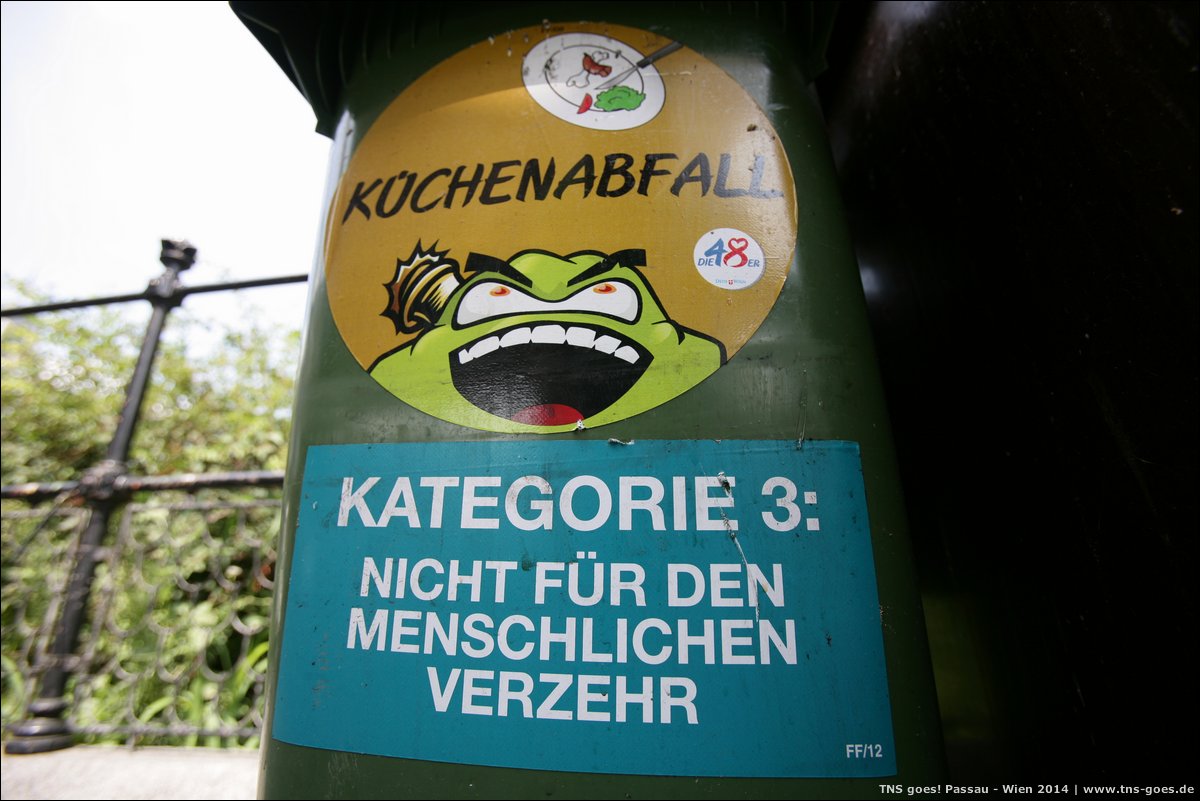 KÜCHENABFALL
DIE 48ER
KATEGORIE 3:
NICHT FÜR DEN
MENSCHLICHEN
VERZEHR
FF/12
TNS goes! Passau - Wien 2014 | www.tns-goes.de